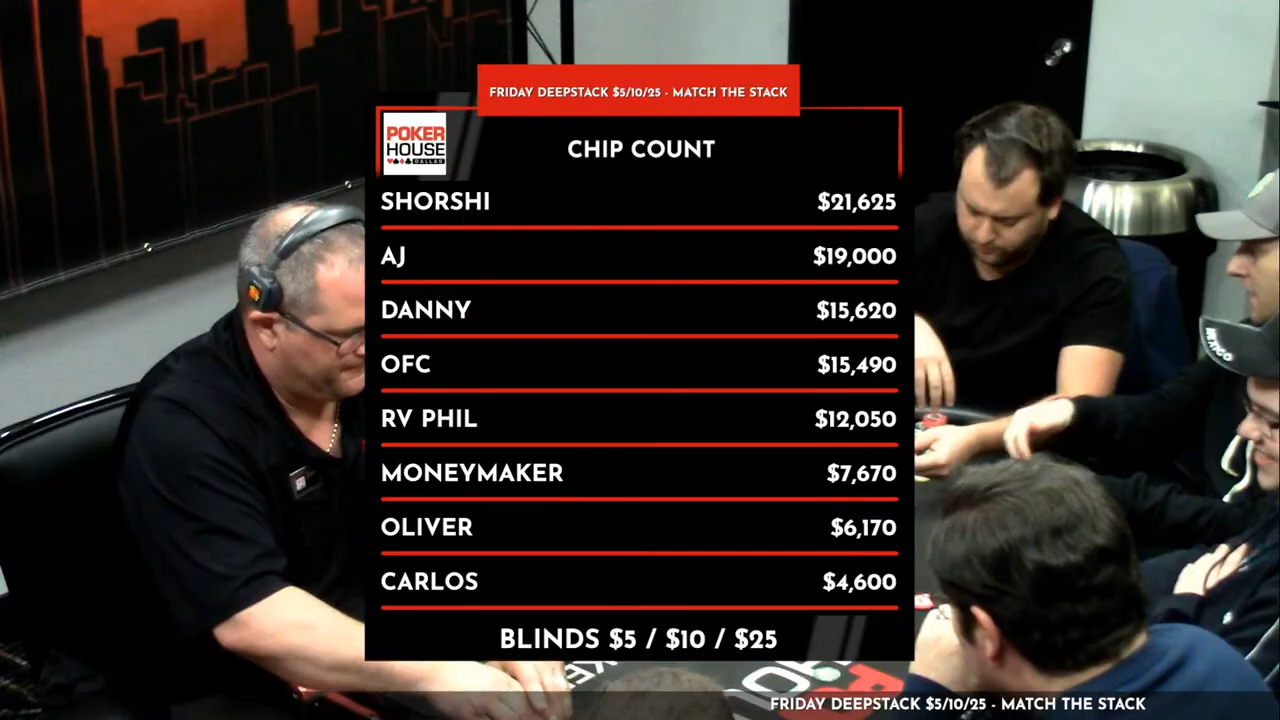 FRIDAY DEEPSTACK $5/10/25 - MATCH THE STACK
POKER
HOUSE
DALLAS
CHIP COUNT
SHORSHI $21,625
AJ $19,000
DANNY $15,620
OFC $15,490
RV PHIL $12,050
MONEYMAKER $7,670
OLIVER $6,170
CARLOS $4,600
BLINDS $5 / $10 / $25
MEXICO
FRIDAY DEEPSTACK $5/10/25 - MATCH THE STACK